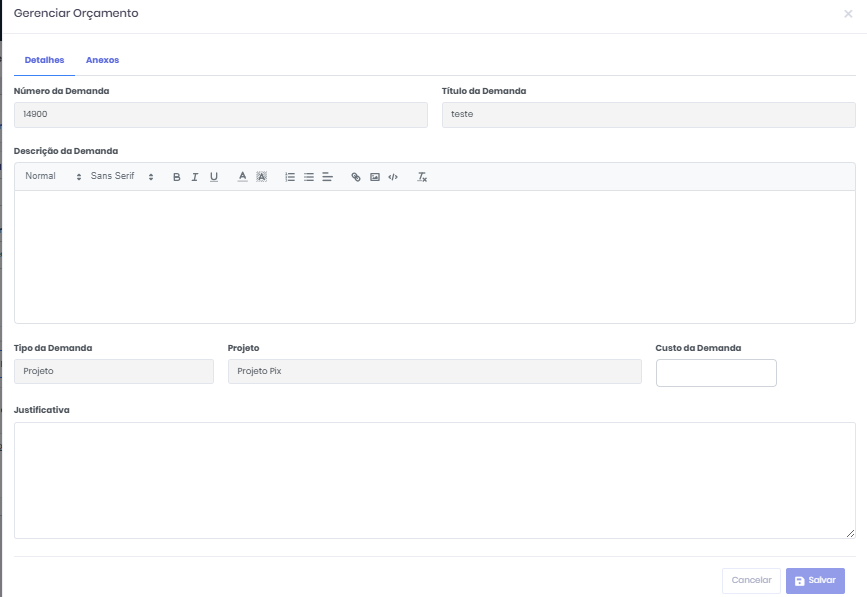 Gerenciar Orçamento
Detalhes Anexos
Número da Demanda Título da Demanda
14900 teste
Descrição da Demanda
Normal Sans Serif B I U A A
Tipo da Demanda Projeto Custo da Demanda
Projeto Projeto Pix
Justificativa
Cancelar Salvar